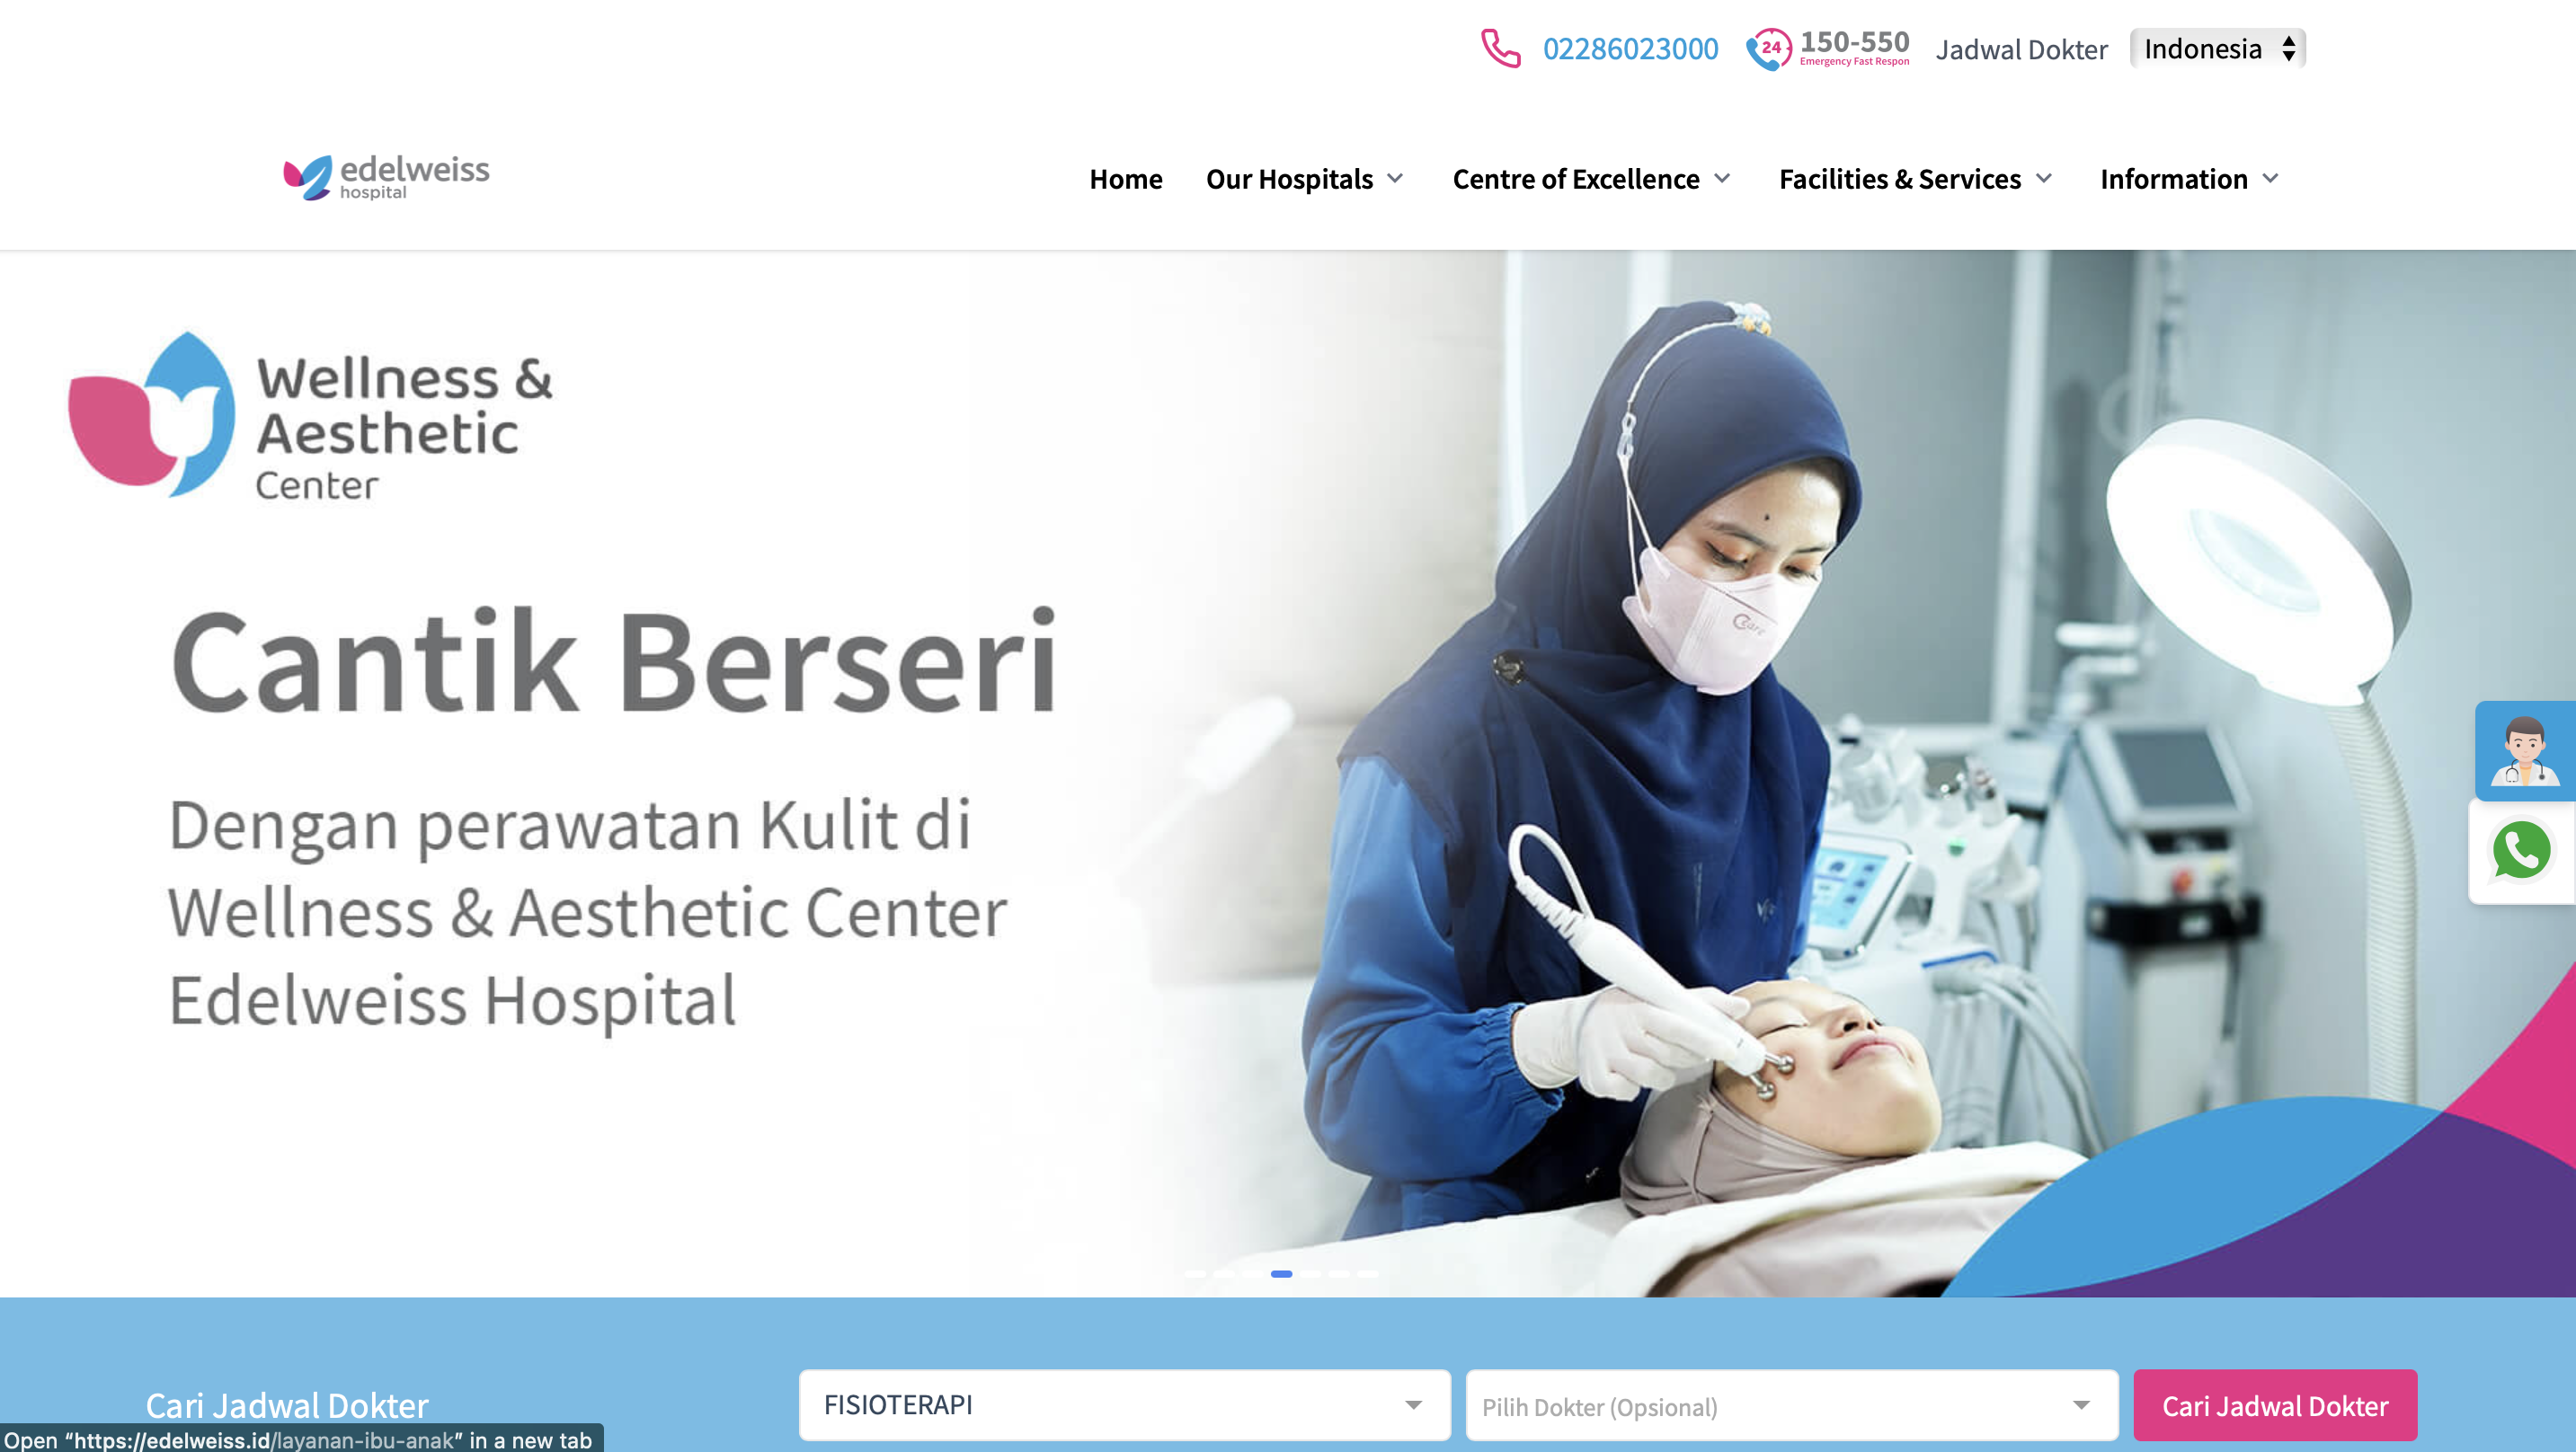 02286023000
24
150-550
Emergency Fast Respon
Jadwal Dokter
Indonesia
edelweiss
hospital
Home
Our Hospitals
Centre of Excellence
Facilities & Services
Information
Wellness &
Aesthetic
Center
Cantik Berseri
Dengan perawatan Kulit di
Wellness & Aesthetic Center
Edelweiss Hospital
Care
Cari Jadwal Dokter
FISIOTERAPI
Pilih Dokter (Opsional)
Cari Jadwal Dokter
Open “https://edelweiss.id/layanan-ibu-anak” in a new tab